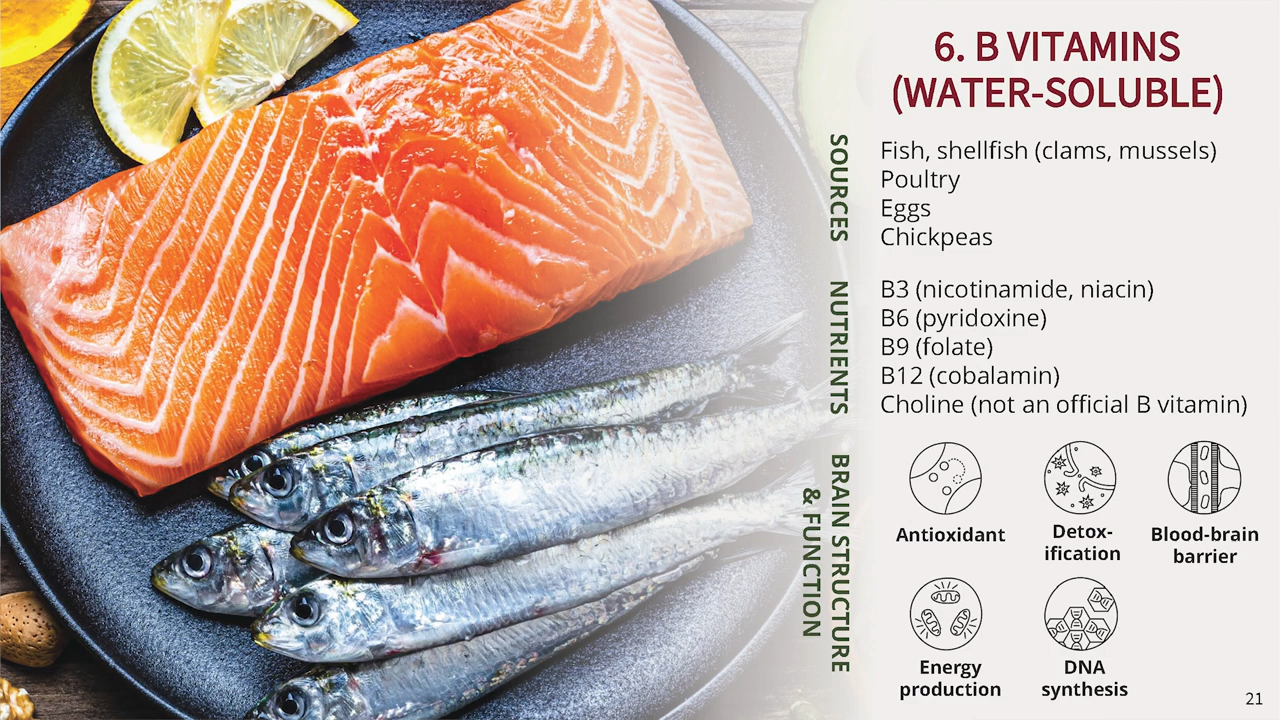 6. B VITAMINS
(WATER-SOLUBLE)
SOURCES
Fish, shellfish (clams, mussels)
Poultry
Eggs
Chickpeas
NUTRIENTS
B3 (nicotinamide, niacin)
B6 (pyridoxine)
B9 (folate)
B12 (cobalamin)
Choline (not an official B vitamin)
BRAIN STRUCTURE
& FUNCTION
Antioxidant
Detox-
ification
Blood-brain
barrier
Energy
production
DNA
synthesis
21